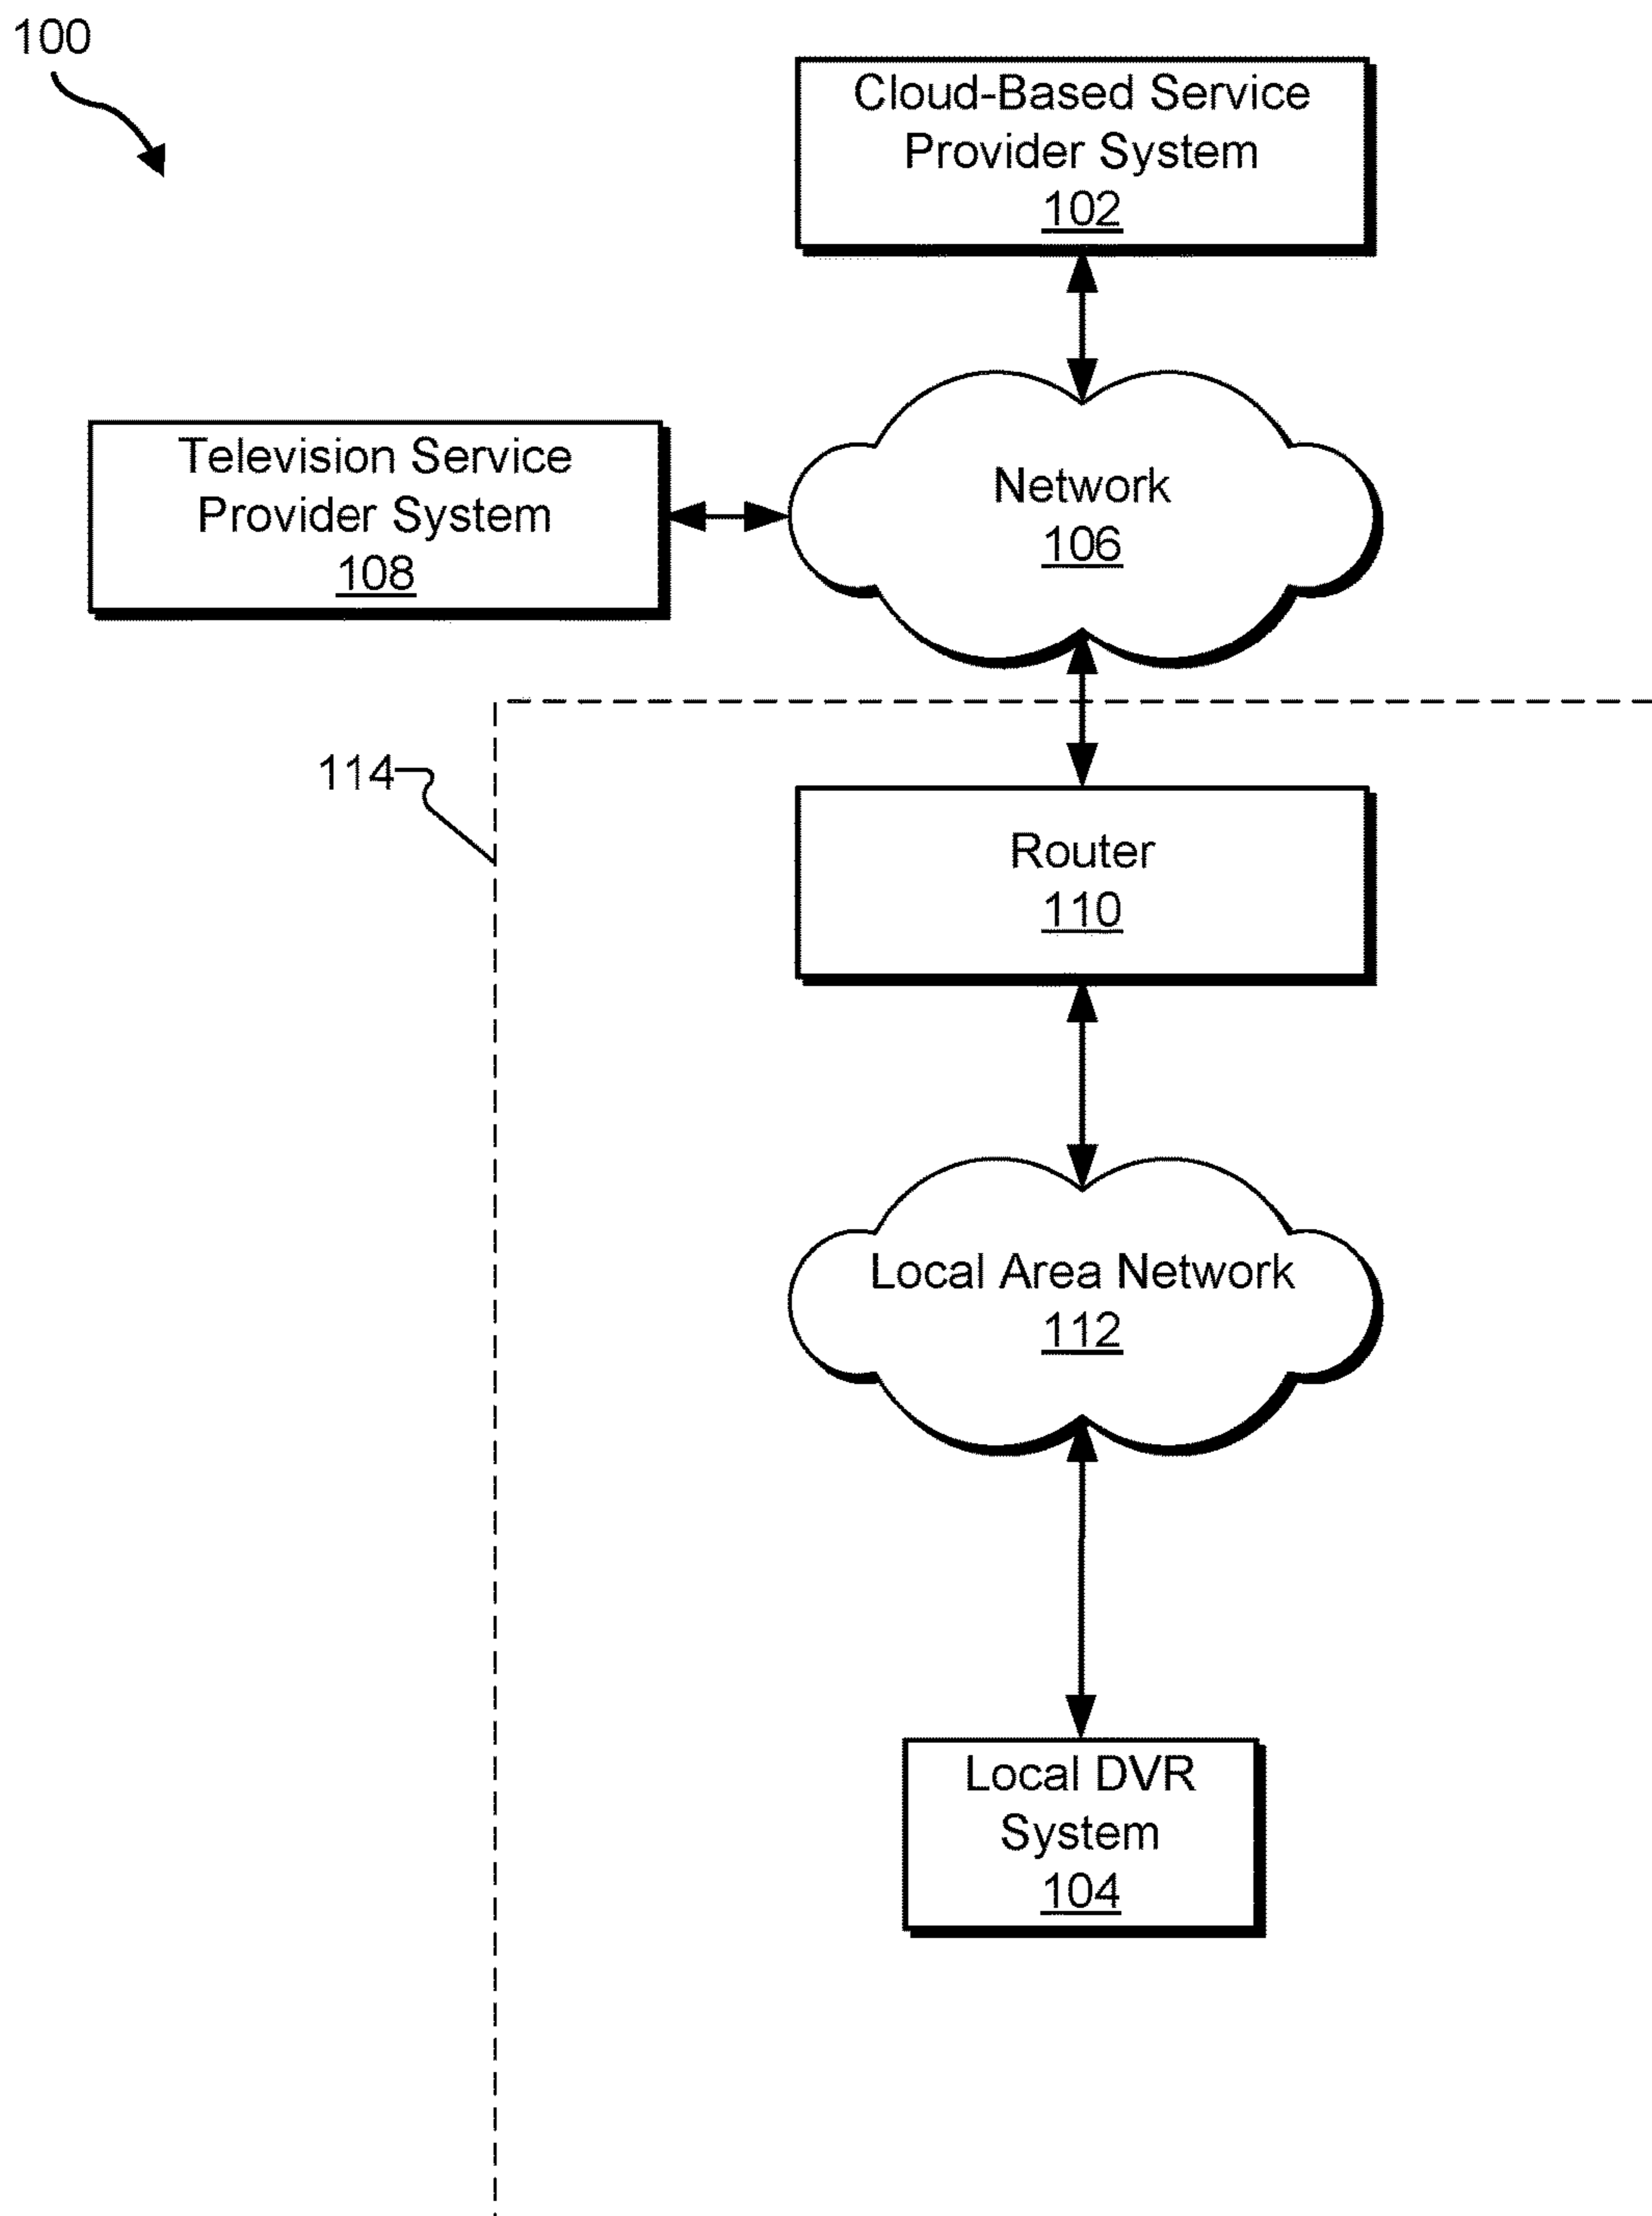 100
Cloud-Based Service
Provider System
102
Television Service
Provider System
108
Network
106
114
Router
110
Local Area Network
112
Local DVR
System
104